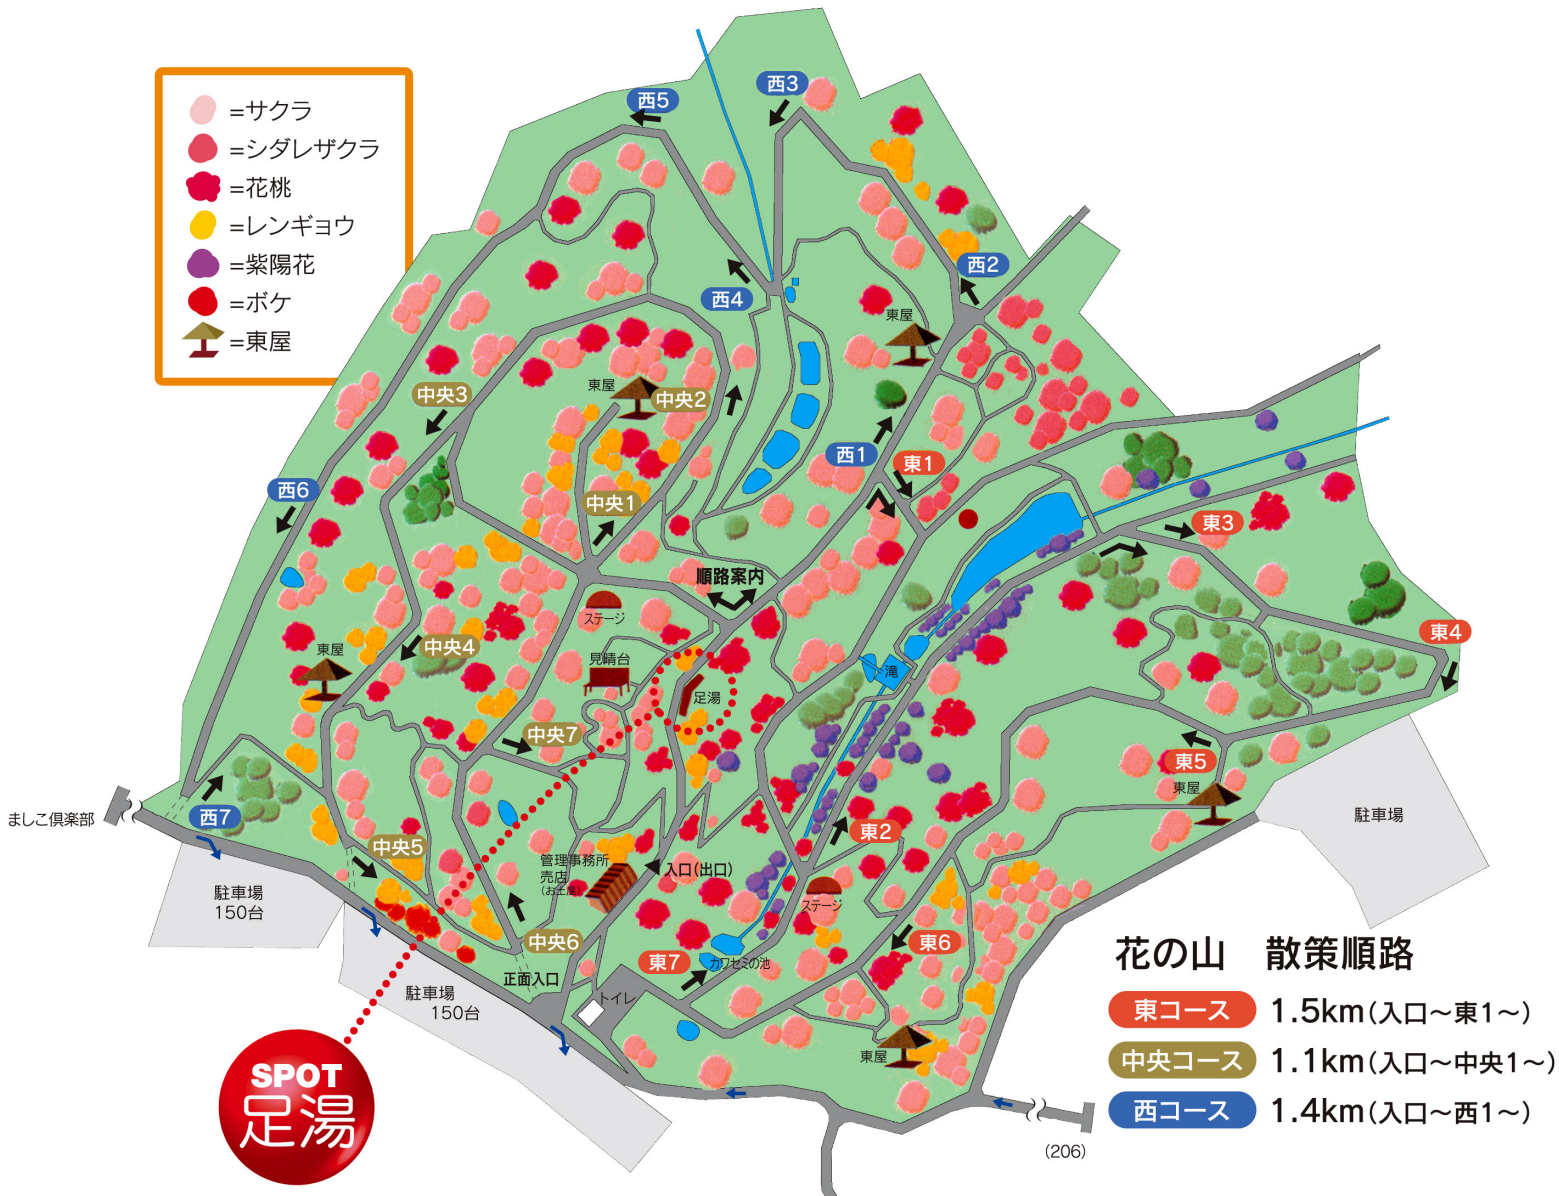 =サクラ
=シダレザクラ
=花桃
=レンギョウ
=紫陽花
=ボケ
=東屋
西5
西3
西2
西4
東屋
東屋
中央2
中央3
西1
東1
西6
中央1
東3
順路案内
ステージ
東4
中央4
東屋
見晴台
滝
足湯
中央7
東5
東屋
ましこ倶楽部
西7
駐車場
東2
中央5
管理事務所
売店
(お土産)
入口(出口)
駐車場
150台
ステージ
中央6
東6
東7
カワセミの池
正面入口
トイレ
駐車場
150台
東屋
SPOT
足湯
花の山 散策順路
東コース 1.5km(入口〜東1〜)
中央コース 1.1km(入口〜中央1〜)
西コース 1.4km(入口〜西1〜)
(206)